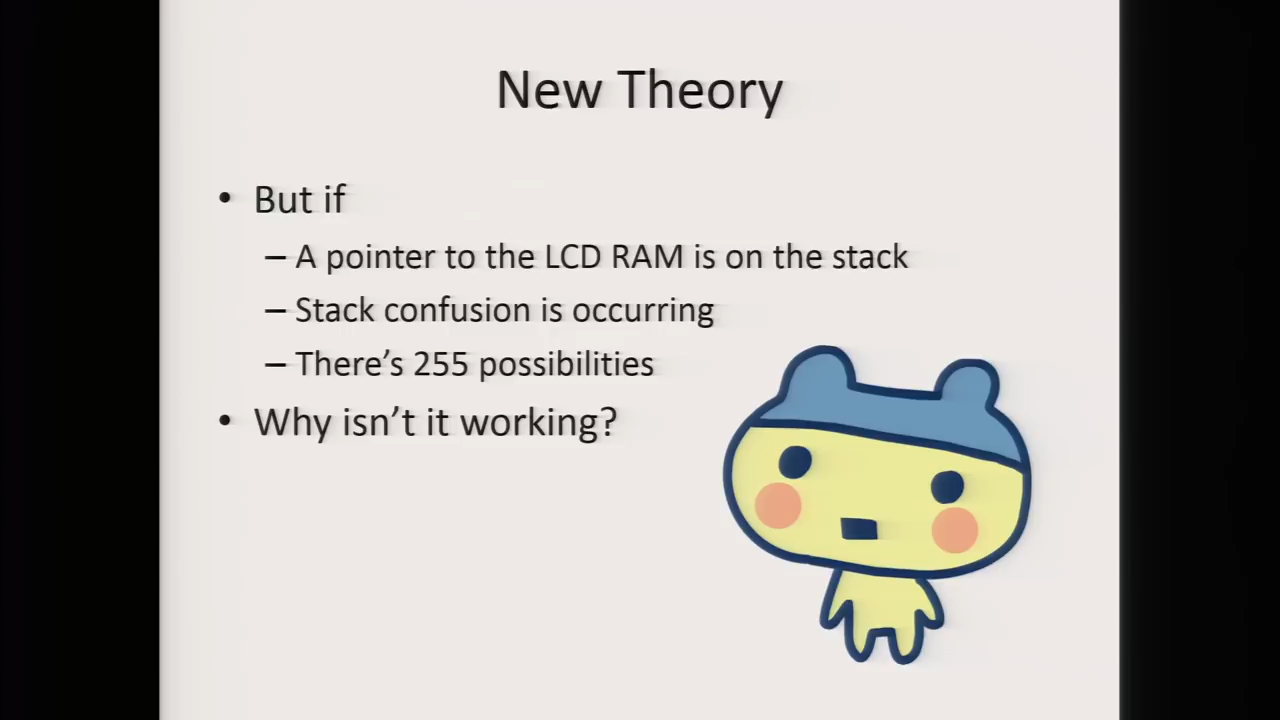 New Theory
• But if
– A pointer to the LCD RAM is on the stack
– Stack confusion is occurring
– There’s 255 possibilities
• Why isn’t it working?